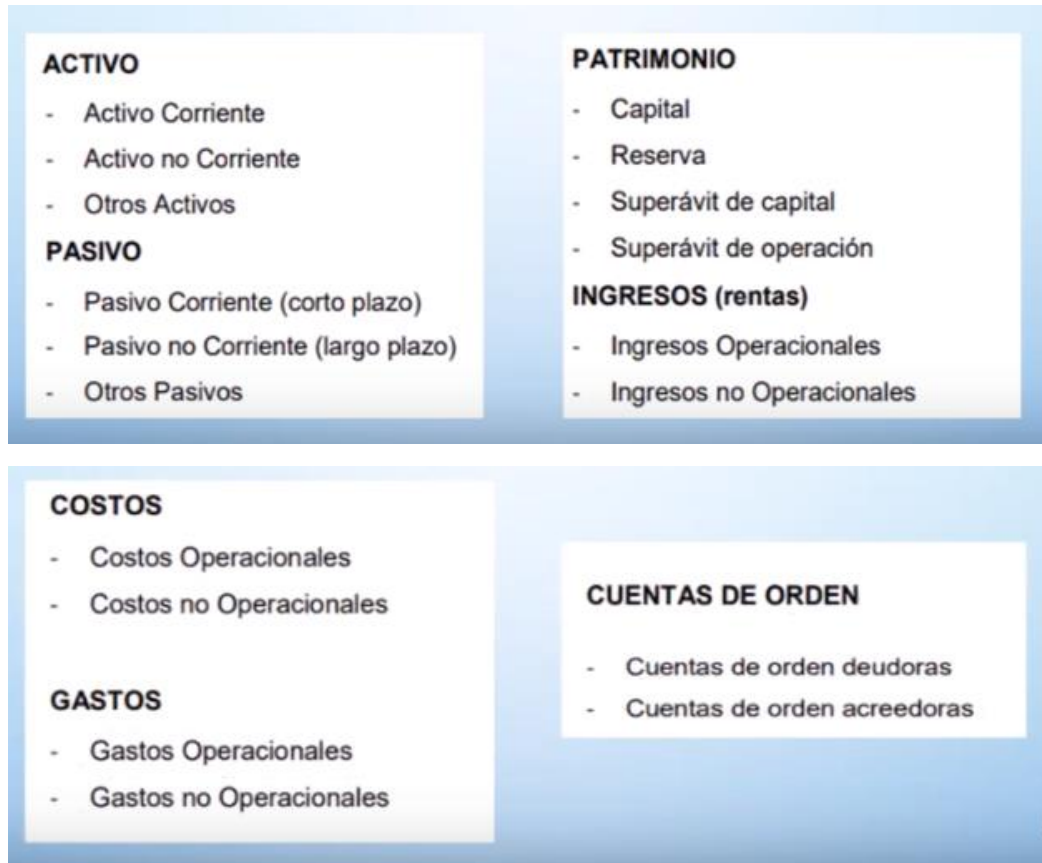 ACTIVO
- Activo Corriente
- Activo no Corriente
- Otros Activos
PASIVO
- Pasivo Corriente (corto plazo)
- Pasivo no Corriente (largo plazo)
- Otros Pasivos
PATRIMONIO
- Capital
- Reserva
- Superávit de capital
- Superávit de operación
INGRESOS (rentas)
- Ingresos Operacionales
- Ingresos no Operacionales
COSTOS
- Costos Operacionales
- Costos no Operacionales
GASTOS
- Gastos Operacionales
- Gastos no Operacionales
CUENTAS DE ORDEN
- Cuentas de orden deudoras
- Cuentas de orden acreedoras